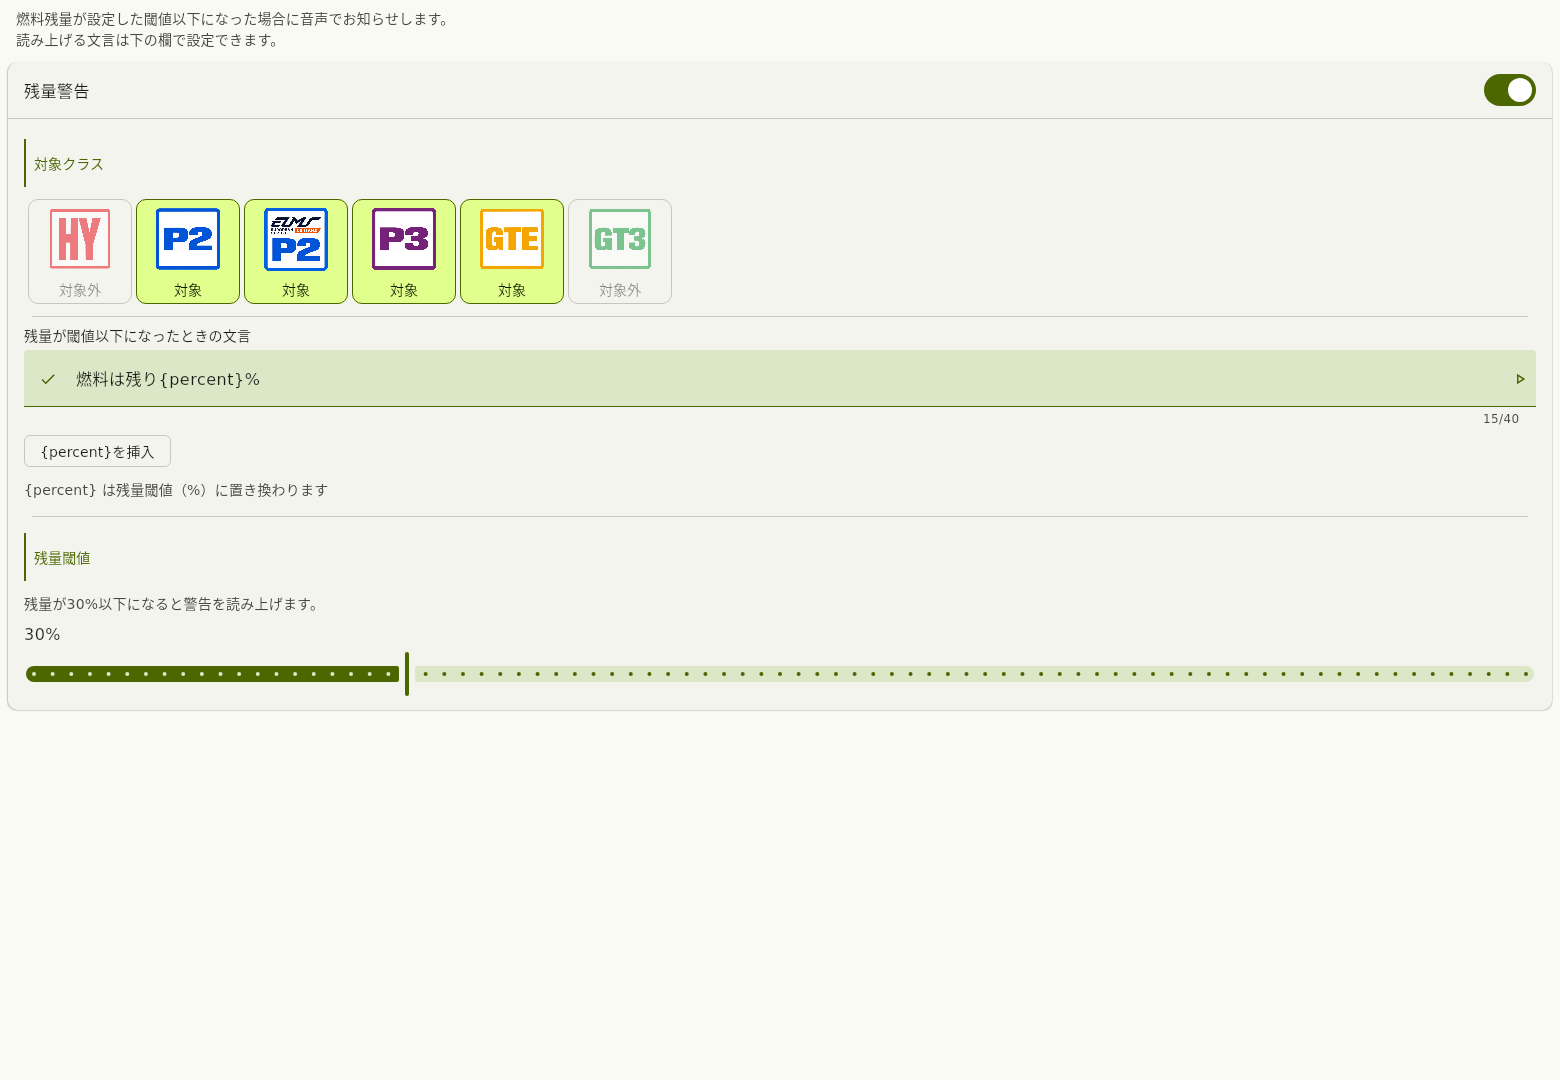 燃料残量が設定した閾値以下になった場合に音声でお知らせします。
読み上げる文言は下の欄で設定できます。
残量警告
対象クラス
HY
P2
ELMS
P2
P3
GTE
GT3
対象外
対象
対象
対象
対象
対象外
残量が閾値以下になったときの文言
燃料は残り{percent}%
15/40
{percent}を挿入
{percent} は残量閾値（%）に置き換わります
残量閾値
残量が30%以下になると警告を読み上げます。
30%